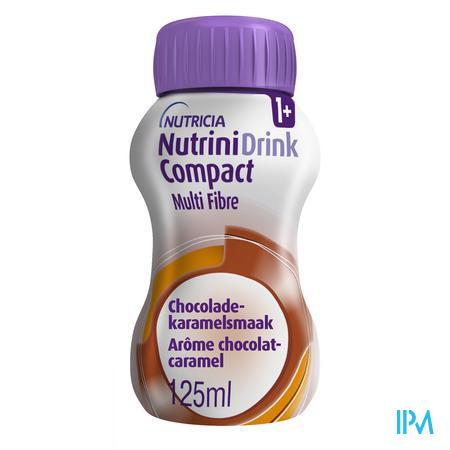 1+
NUTRICIA
NutriniDrink
Compact
Multi Fibre
Chocolade-
karamelsmaak
Arôme chocolat-
caramel
125ml
IPM